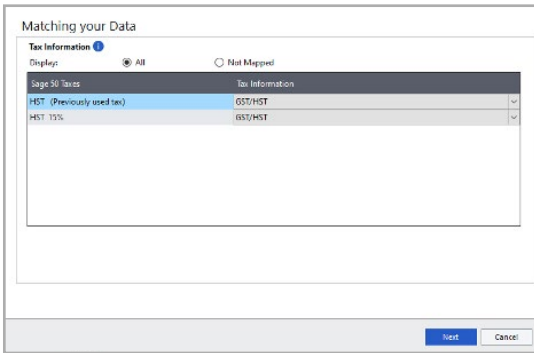 Matching your Data
Tax Information
Display: All Not Mapped
Sage 50 Taxes Tax Information
HST (Previously used tax) GST/HST
HST 15% GST/HST
Next Cancel